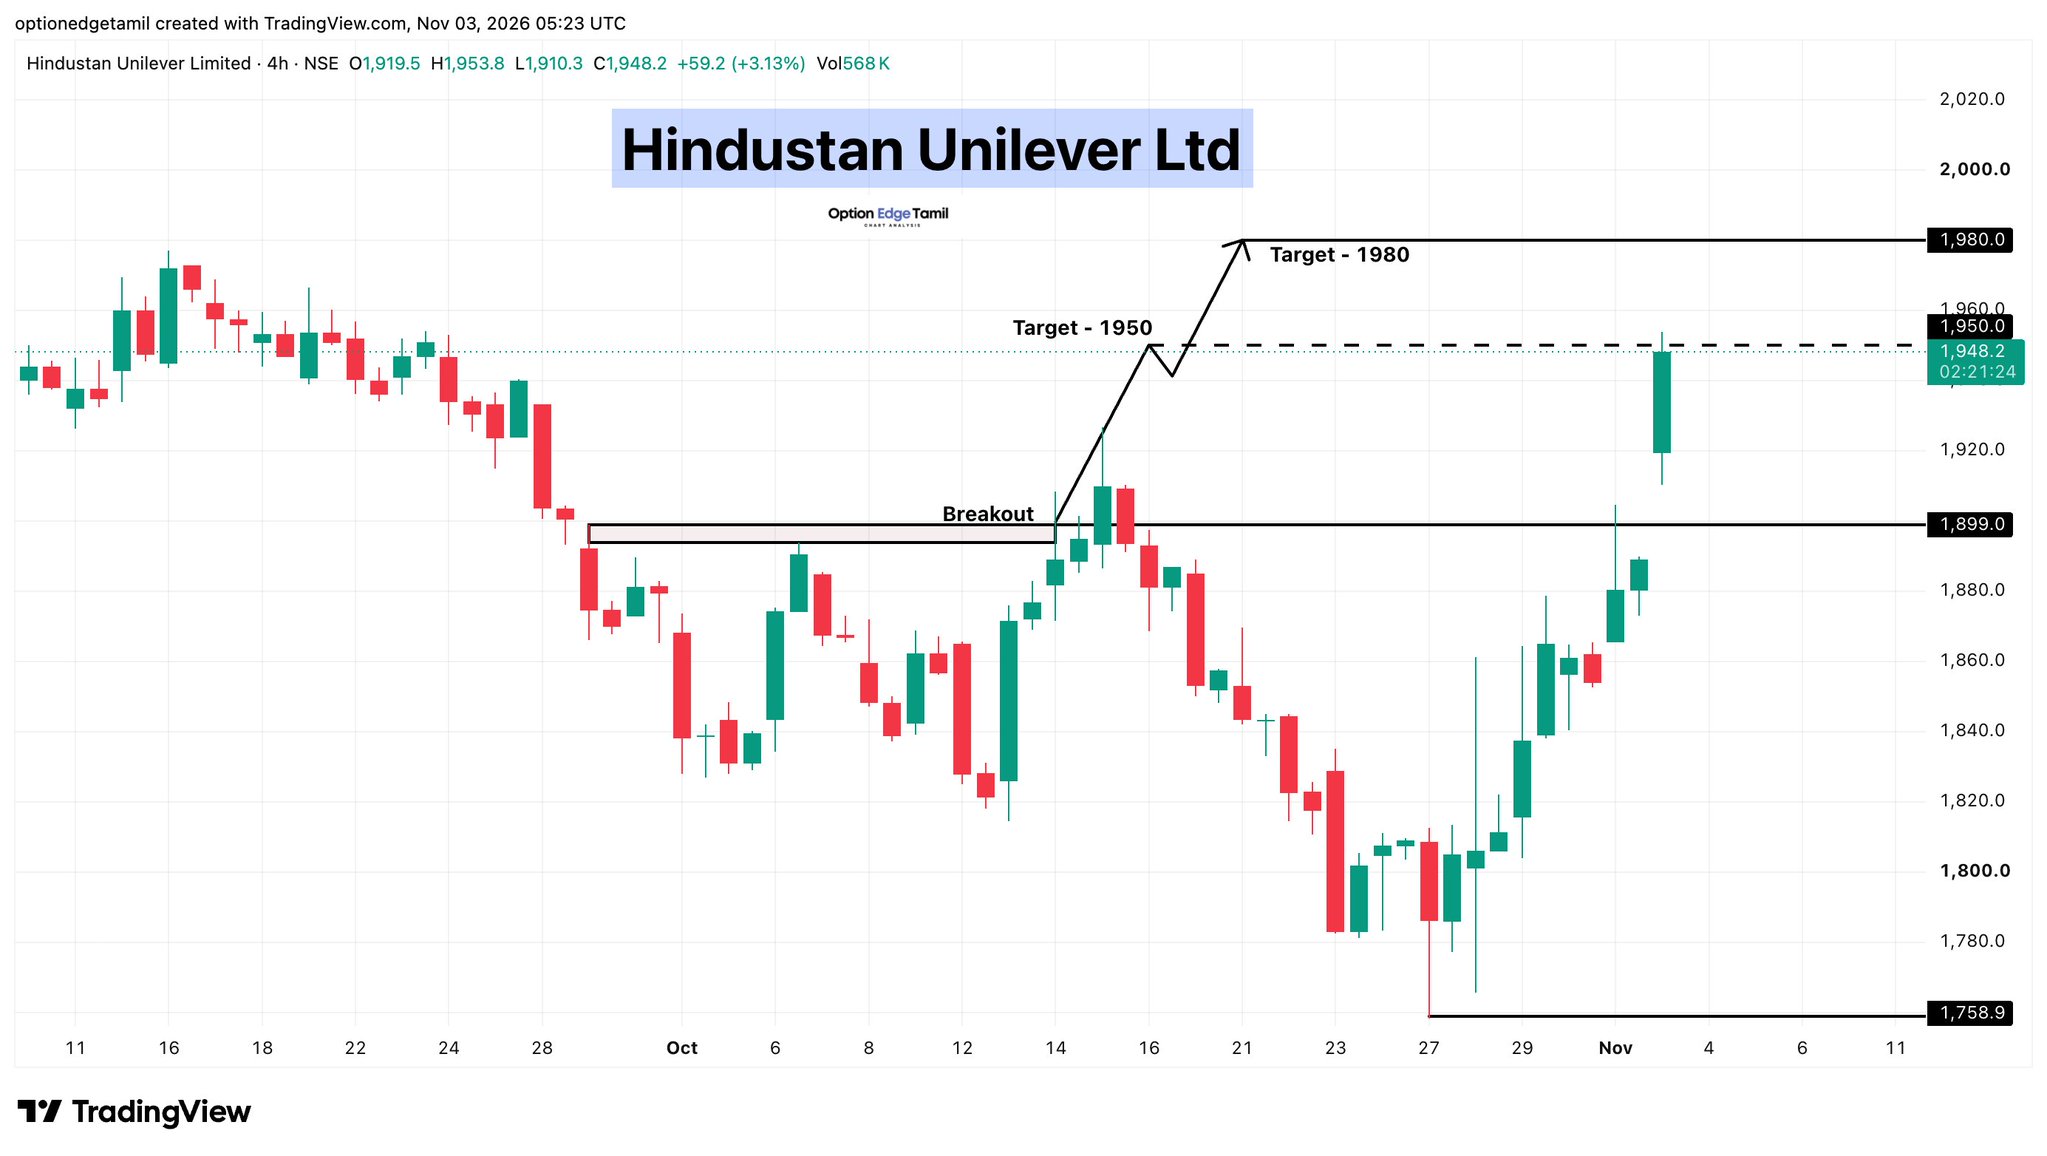 optionedgetamil created with TradingView.com, Nov 03, 2026 05:23 UTC
Hindustan Unilever Limited · 4h · NSE O1,919.5 H1,953.8 L1,910.3 C1,948.2 +59.2 (+3.13%) Vol568 K
Hindustan Unilever Ltd
Option Edge Tamil
CHART ANALYSIS
2,020.0
2,000.0
1,980.0
Target - 1980
1,960.0
Target - 1950
1,950.0
1,948.2
02:21:24
1,920.0
Breakout
1,899.0
1,880.0
1,860.0
1,840.0
1,820.0
1,800.0
1,780.0
1,758.9
11 16 18 22 24 28 Oct 6 8 12 14 16 21 23 27 29 Nov 4 6 11
TradingView